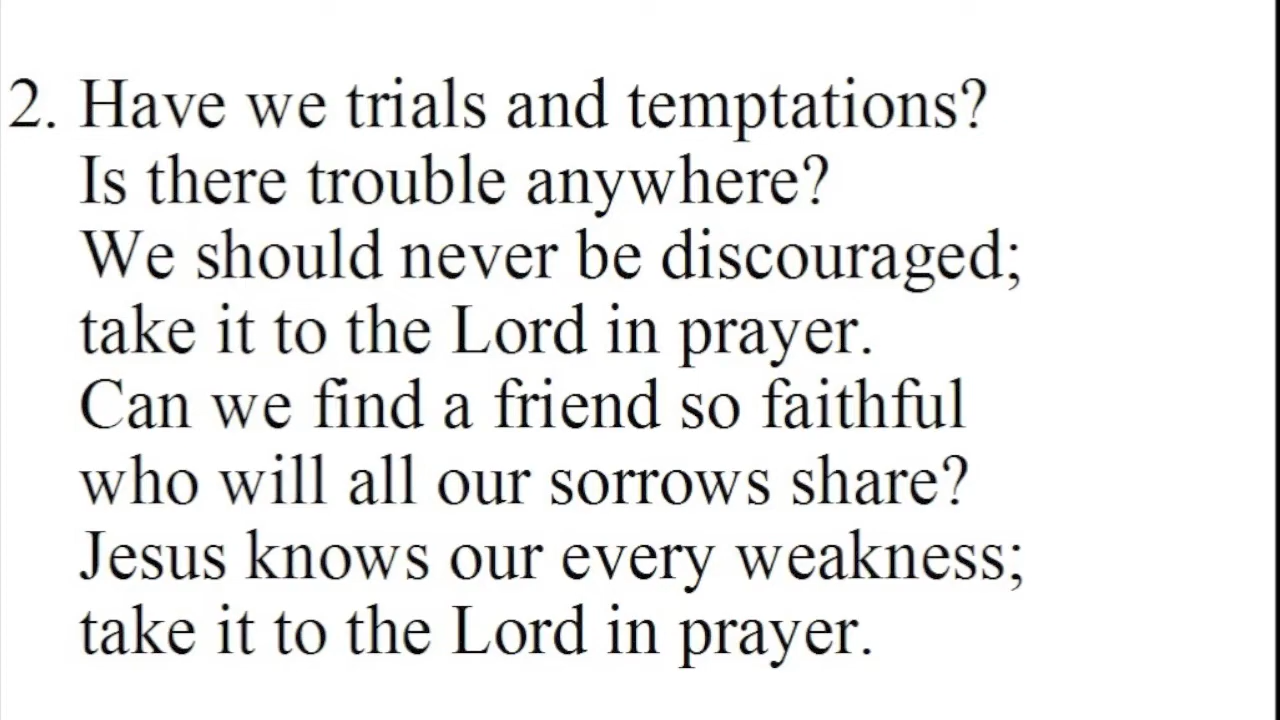 2. Have we trials and temptations?
Is there trouble anywhere?
We should never be discouraged;
take it to the Lord in prayer.
Can we find a friend so faithful
who will all our sorrows share?
Jesus knows our every weakness;
take it to the Lord in prayer.